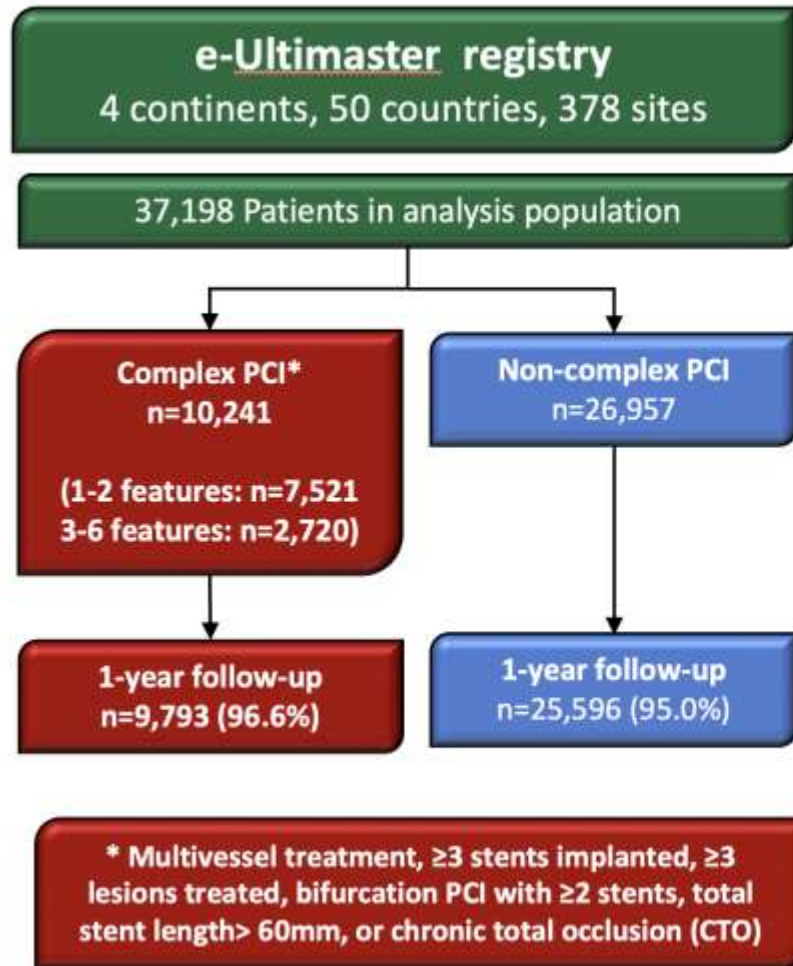 e-Ultimaster registry
4 continents, 50 countries, 378 sites
37,198 Patients in analysis population
Complex PCI*
n=10,241
(1-2 features: n=7,521
3-6 features: n=2,720)
Non-complex PCI
n=26,957
1-year follow-up
n=9,793 (96.6%)
1-year follow-up
n=25,596 (95.0%)
* Multivessel treatment, ≥3 stents implanted, ≥3
lesions treated, bifurcation PCI with ≥2 stents, total
stent length> 60mm, or chronic total occlusion (CTO)